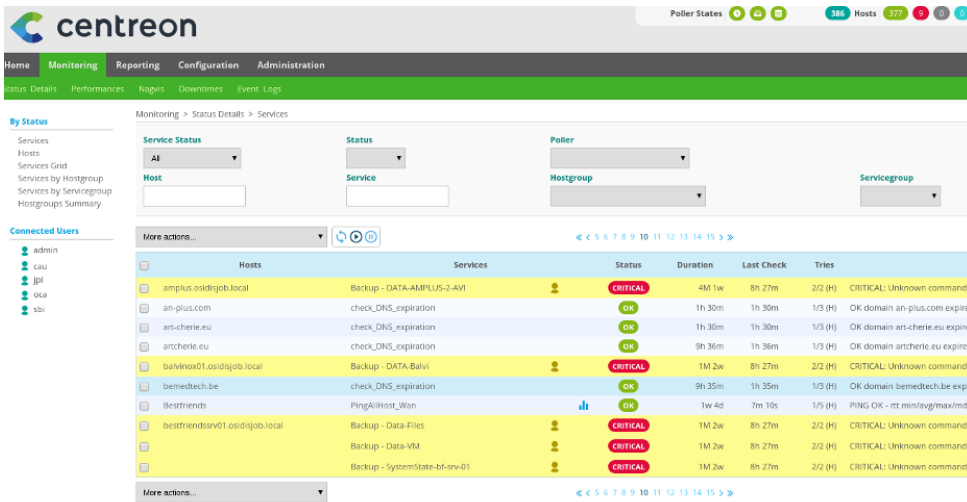 centreon
Poller States 386 Hosts 377 9 0 0
Home Monitoring Reporting Configuration Administration
Status Details Performances Nagvis Downtimes Event Logs
Monitoring > Status Details > Services
By Status
Services
Hosts
Services Grid
Services by Hostgroup
Services by Servicegroup
Hostgroups Summary
Connected Users
admin
cau
jpi
oca
sbi
Service Status Status Poller
All
Host Service Hostgroup Servicegroup
More actions... « < 5 6 7 8 9 10 11 12 13 14 15 > »
Hosts Services Status Duration Last Check Tries
amplus.osidisjob.local Backup - DATA-AMPLUS-2-AVI CRITICAL 4M 1w 8h 27m 2/2 (H) CRITICAL: Unknown command
an-plus.com check_DNS_expiration OK 1h 30m 1h 30m 1/3 (H) OK domain an-plus.com expire
art-cherie.eu check_DNS_expiration OK 1h 30m 1h 30m 1/3 (H) OK domain art-cherie.eu expire
artcherie.eu check_DNS_expiration OK 9h 36m 1h 36m 1/3 (H) OK domain artcherie.eu expire
balvinox01.osidisjob.local Backup - DATA-Balvi CRITICAL 1M 2w 8h 27m 2/2 (H) CRITICAL: Unknown command
bemedtech.be check_DNS_expiration OK 9h 35m 1h 35m 1/3 (H) OK domain bemedtech.be exp
Bestfriends PingAllHost_Wan OK 1w 4d 7m 10s 1/5 (H) PING OK - rtt min/avg/max/md
bestfriendssrv01.osidisjob.local Backup - Data-Files CRITICAL 1M 2w 8h 27m 2/2 (H) CRITICAL: Unknown command
Backup - Data-VM CRITICAL 1M 2w 8h 27m 2/2 (H) CRITICAL: Unknown command
Backup - SystemState-bf-srv-01 CRITICAL 1M 2w 8h 27m 2/2 (H) CRITICAL: Unknown command
More actions... « < 5 6 7 8 9 10 11 12 13 14 15 > »